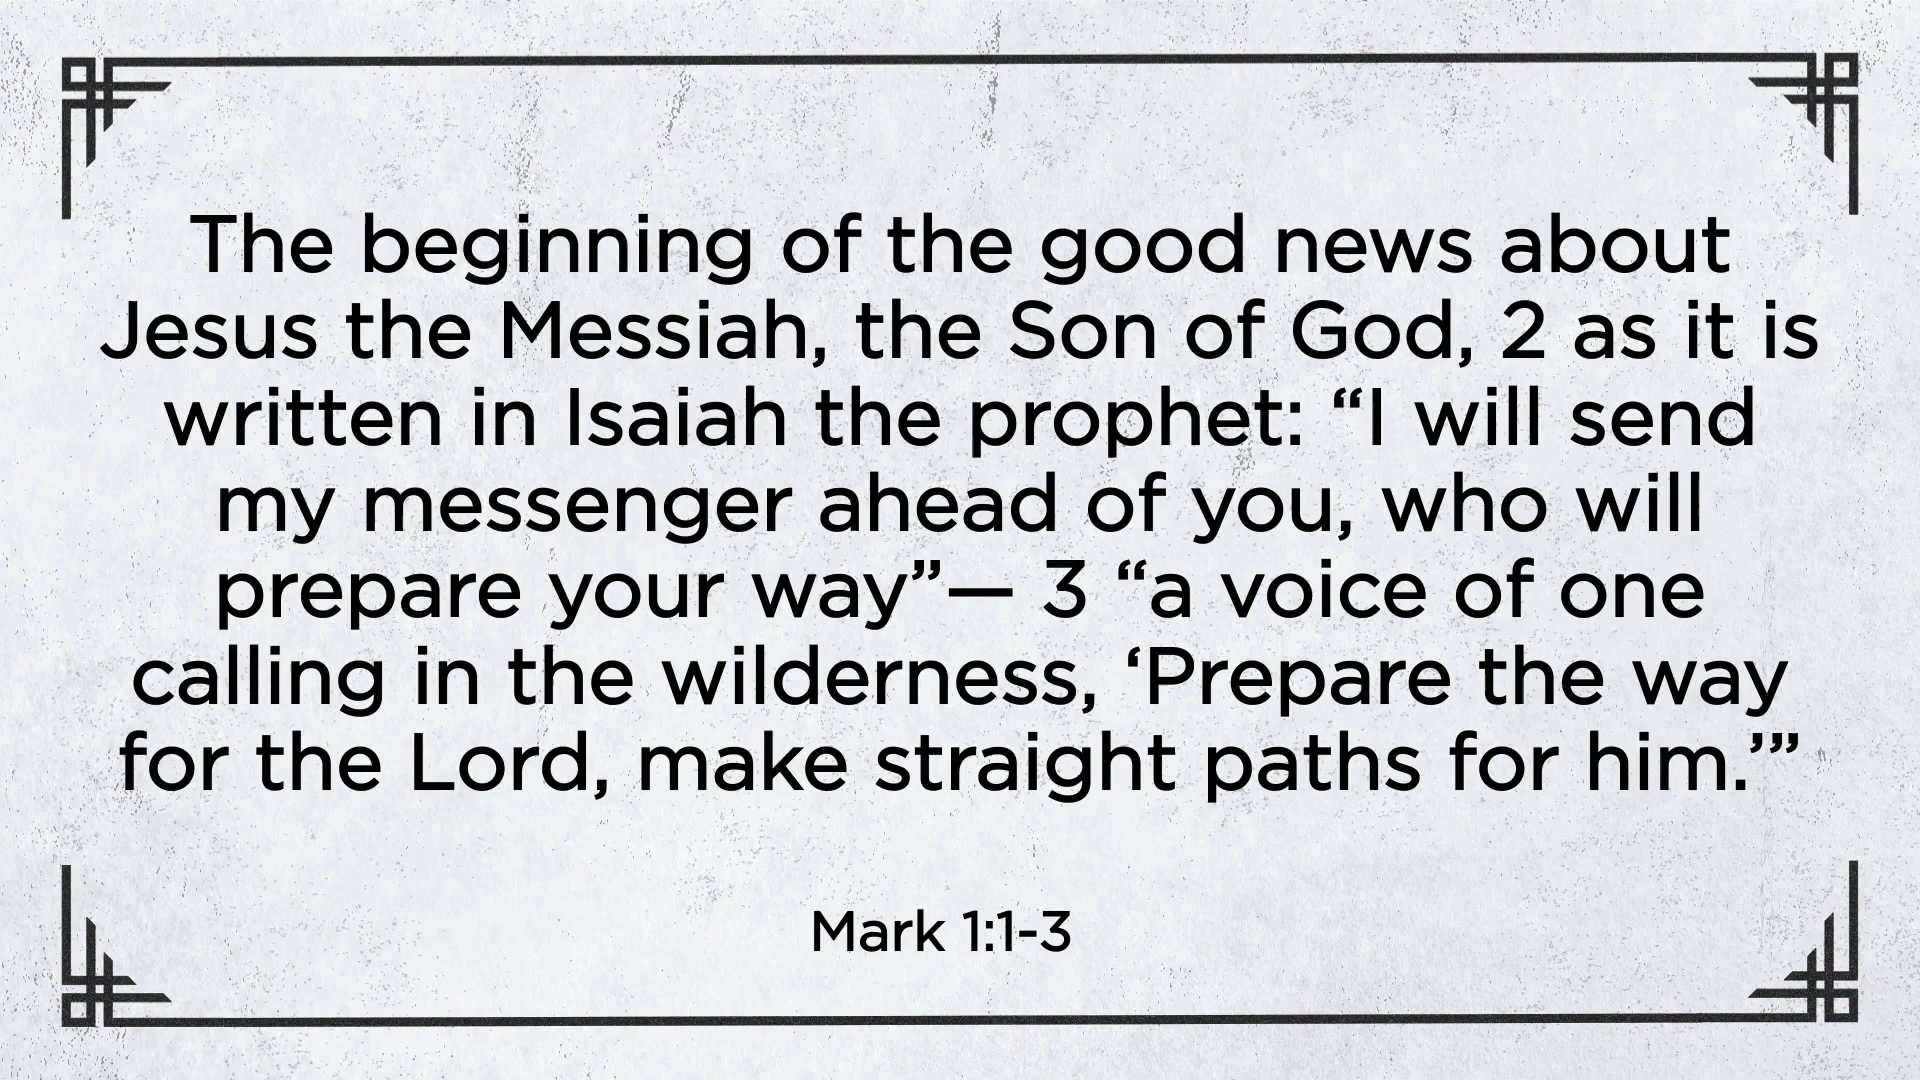 The beginning of the good news about
Jesus the Messiah, the Son of God, 2 as it is
written in Isaiah the prophet: “I will send
my messenger ahead of you, who will
prepare your way”— 3 “a voice of one
calling in the wilderness, ‘Prepare the way
for the Lord, make straight paths for him.’”
Mark 1:1-3